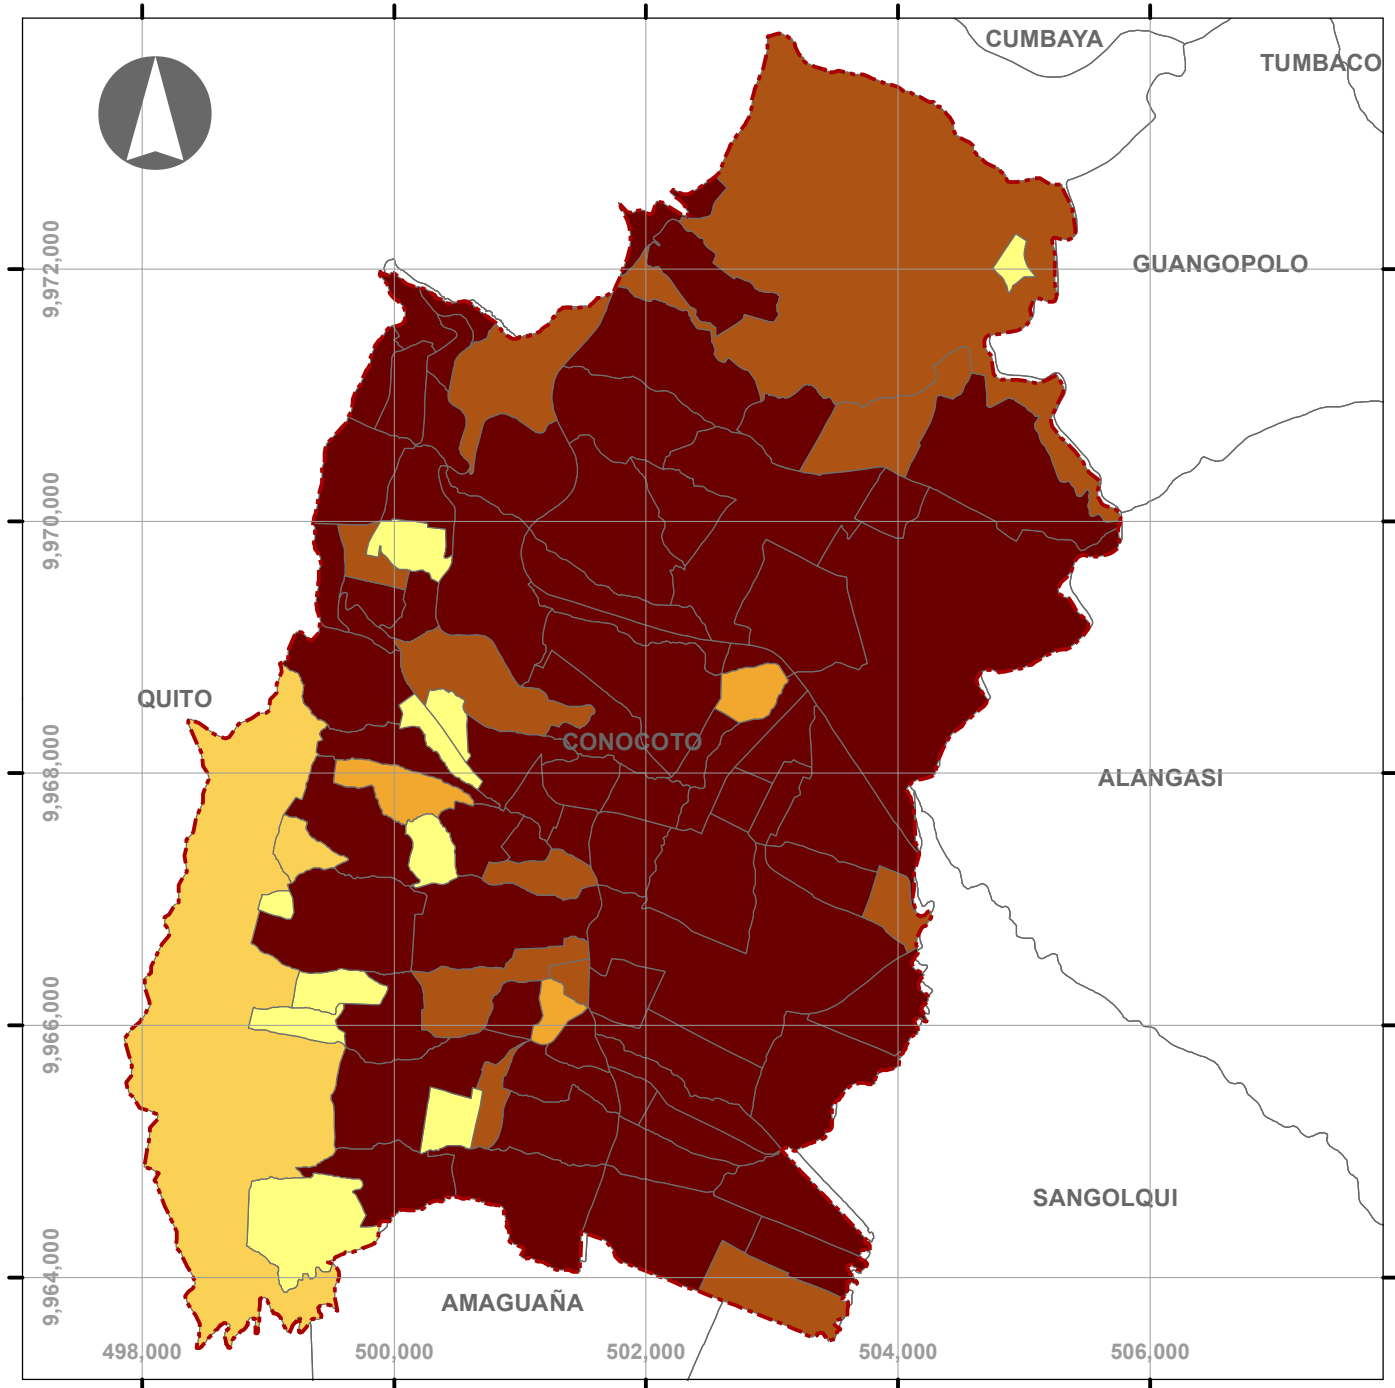 CUMBAYA
TUMBACO
9,972,000
GUANGOPOLO
9,970,000
QUITO
CONOCOTO
9,968,000
ALANGASI
9,966,000
SANGOLQUI
9,964,000
AMAGUAÑA
498,000 500,000 502,000 504,000 506,000